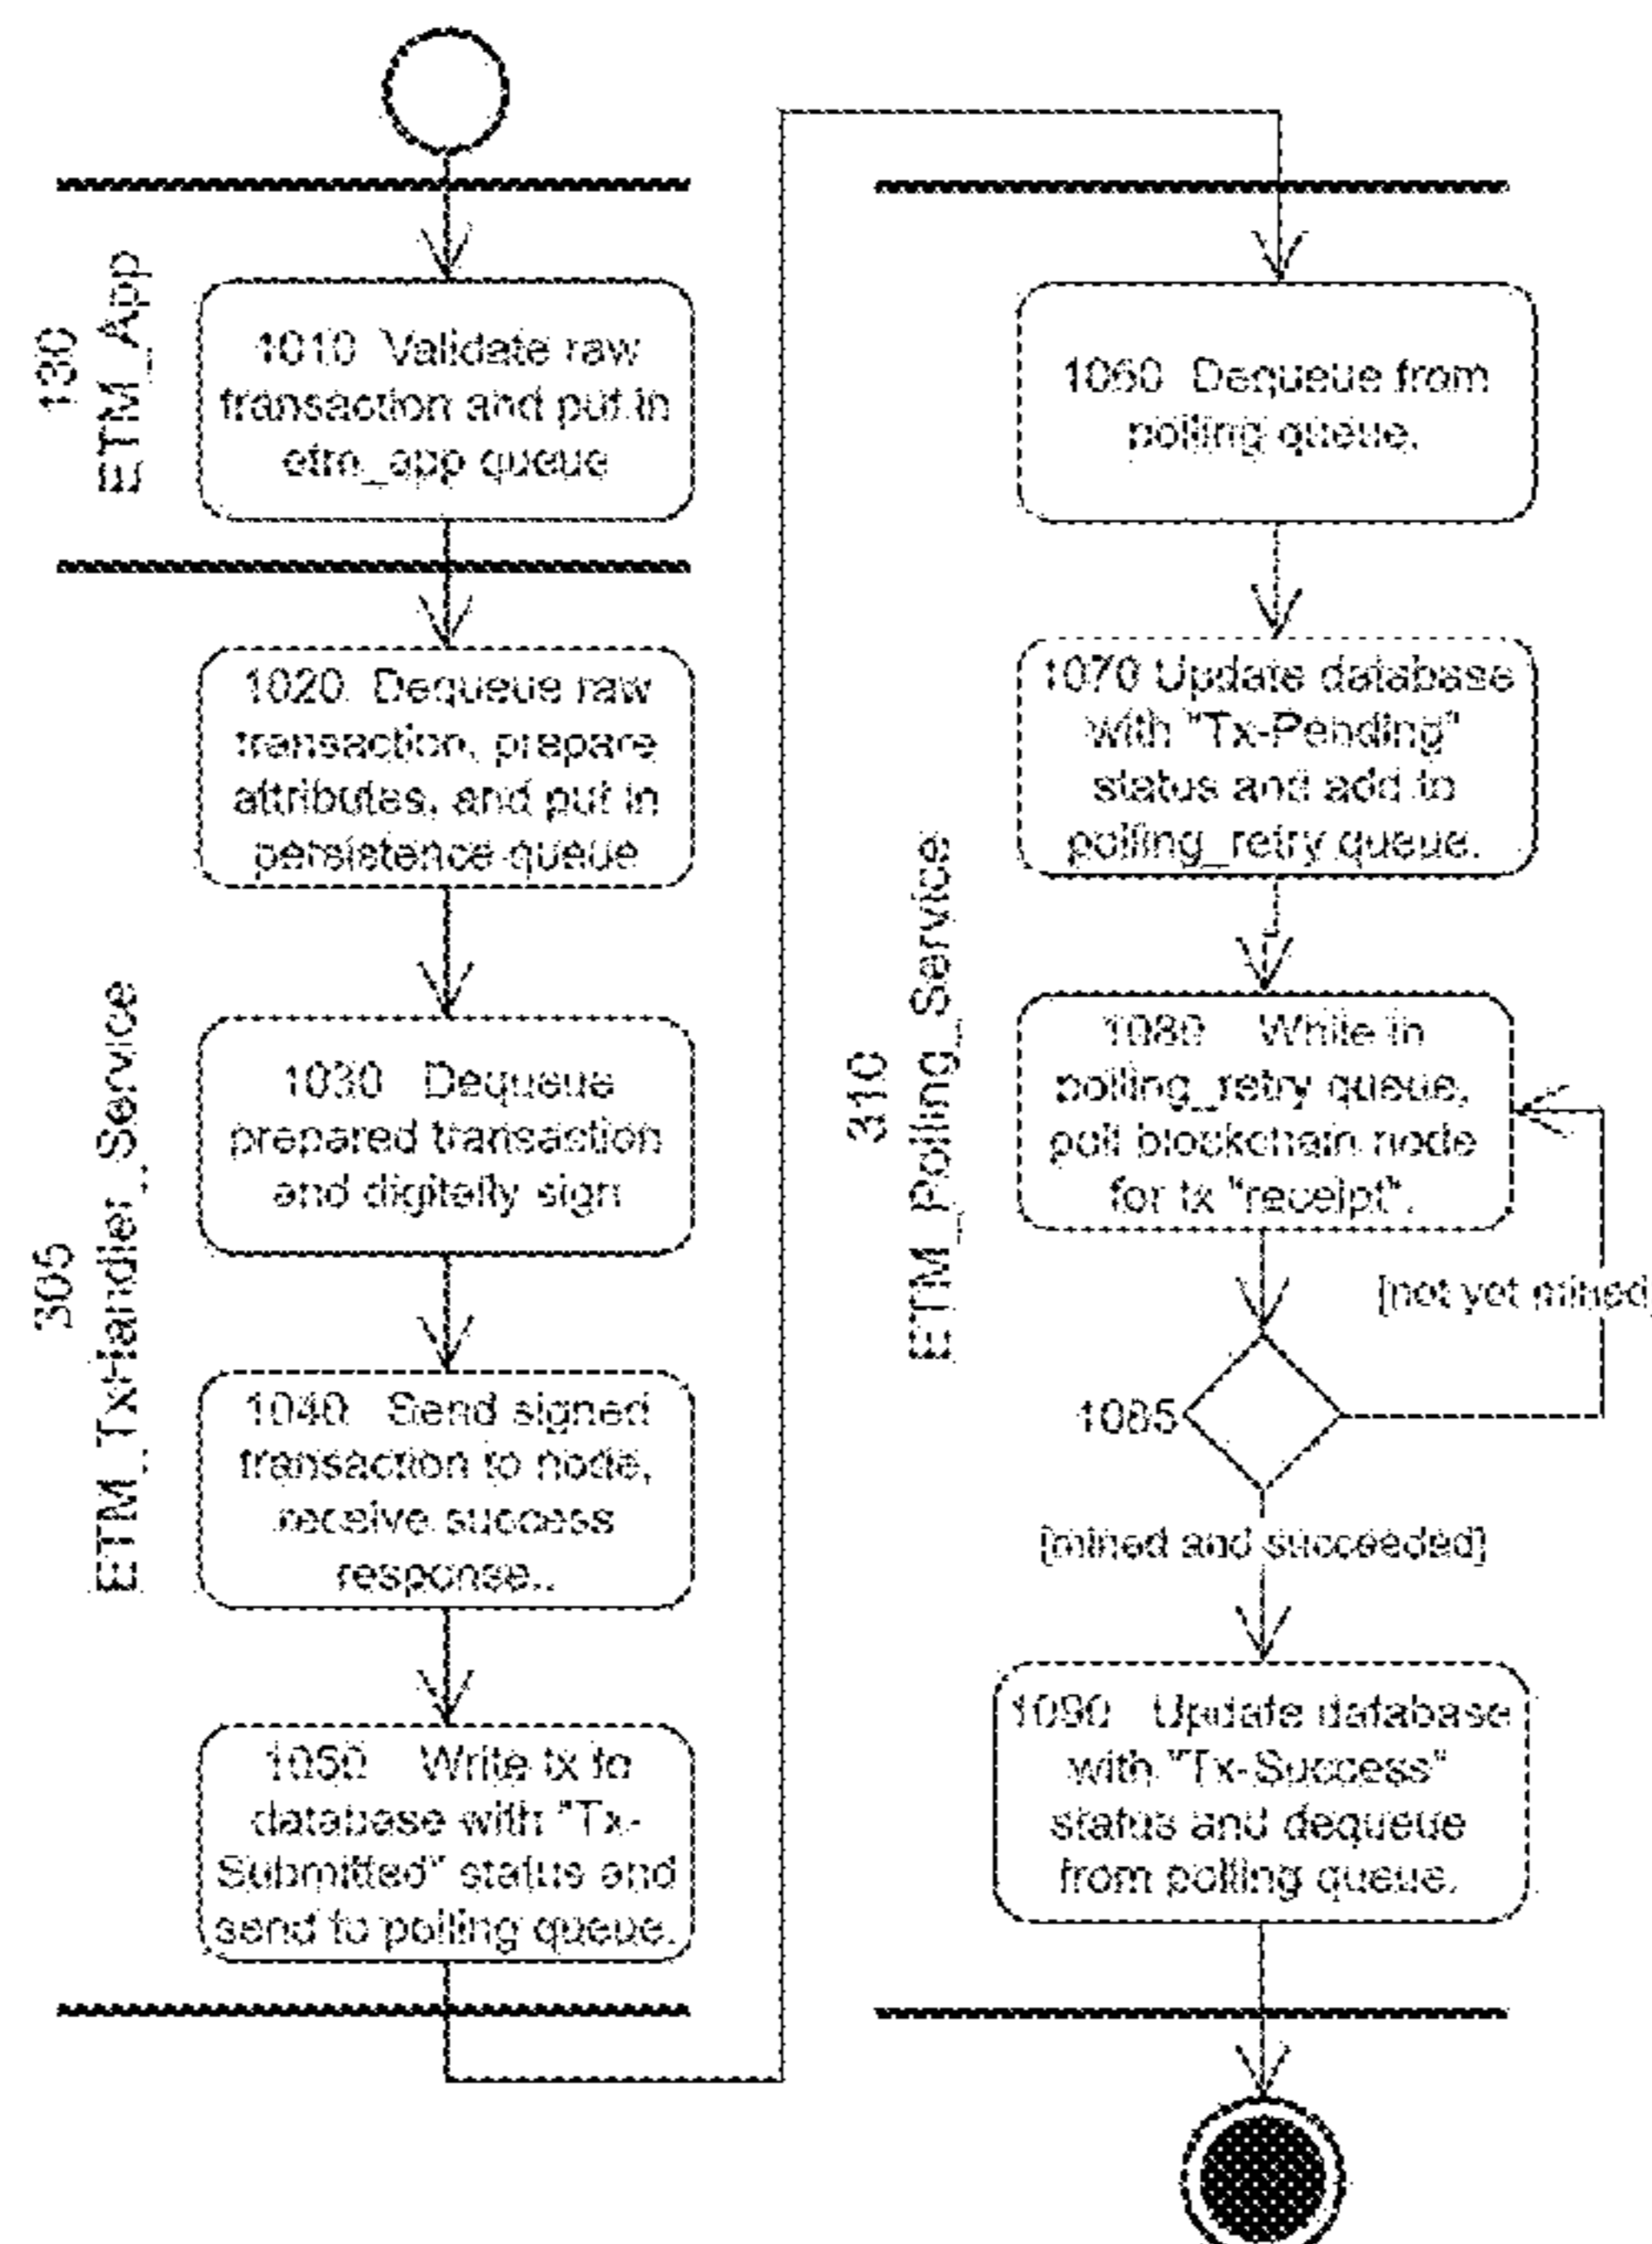 130
ETM_App
1010 Validate raw
transaction and put in
etm_app queue
1020. Dequeue raw
transaction, prepare
attributes, and put in
persistence queue
305
ETM_TxHandler_Service
1030 Dequeue
prepared transaction
and digitally sign
1040 Send signed
transaction to node,
receive success
response..
1050 Write tx to
database with "Tx-
Submitted" status and
send to polling queue.
310
ETM_Polling_Service
1060 Dequeue from
polling queue.
1070 Update database
with "Tx-Pending"
status and add to
polling_retry queue.
1080 While in
polling_retry queue,
poll blockchain node
for tx "receipt".
[not yet mined]
1085
[mined and succeeded]
1090 Update database
with "Tx-Success"
status and dequeue
from polling queue.